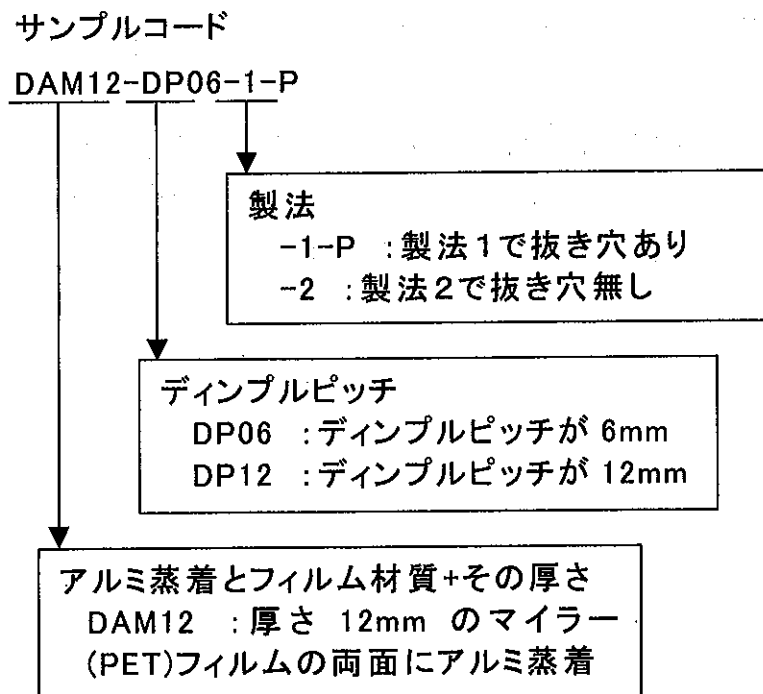 サンプルコード
DAM12-DP06-1-P
製法
-1-P :製法1で抜き穴あり
-2 :製法2で抜き穴無し
ディンプルピッチ
DP06 :ディンプルピッチが 6mm
DP12 :ディンプルピッチが 12mm
アルミ蒸着とフィルム材質+その厚さ
DAM12 :厚さ 12mm のマイラー
(PET)フィルムの両面にアルミ蒸着